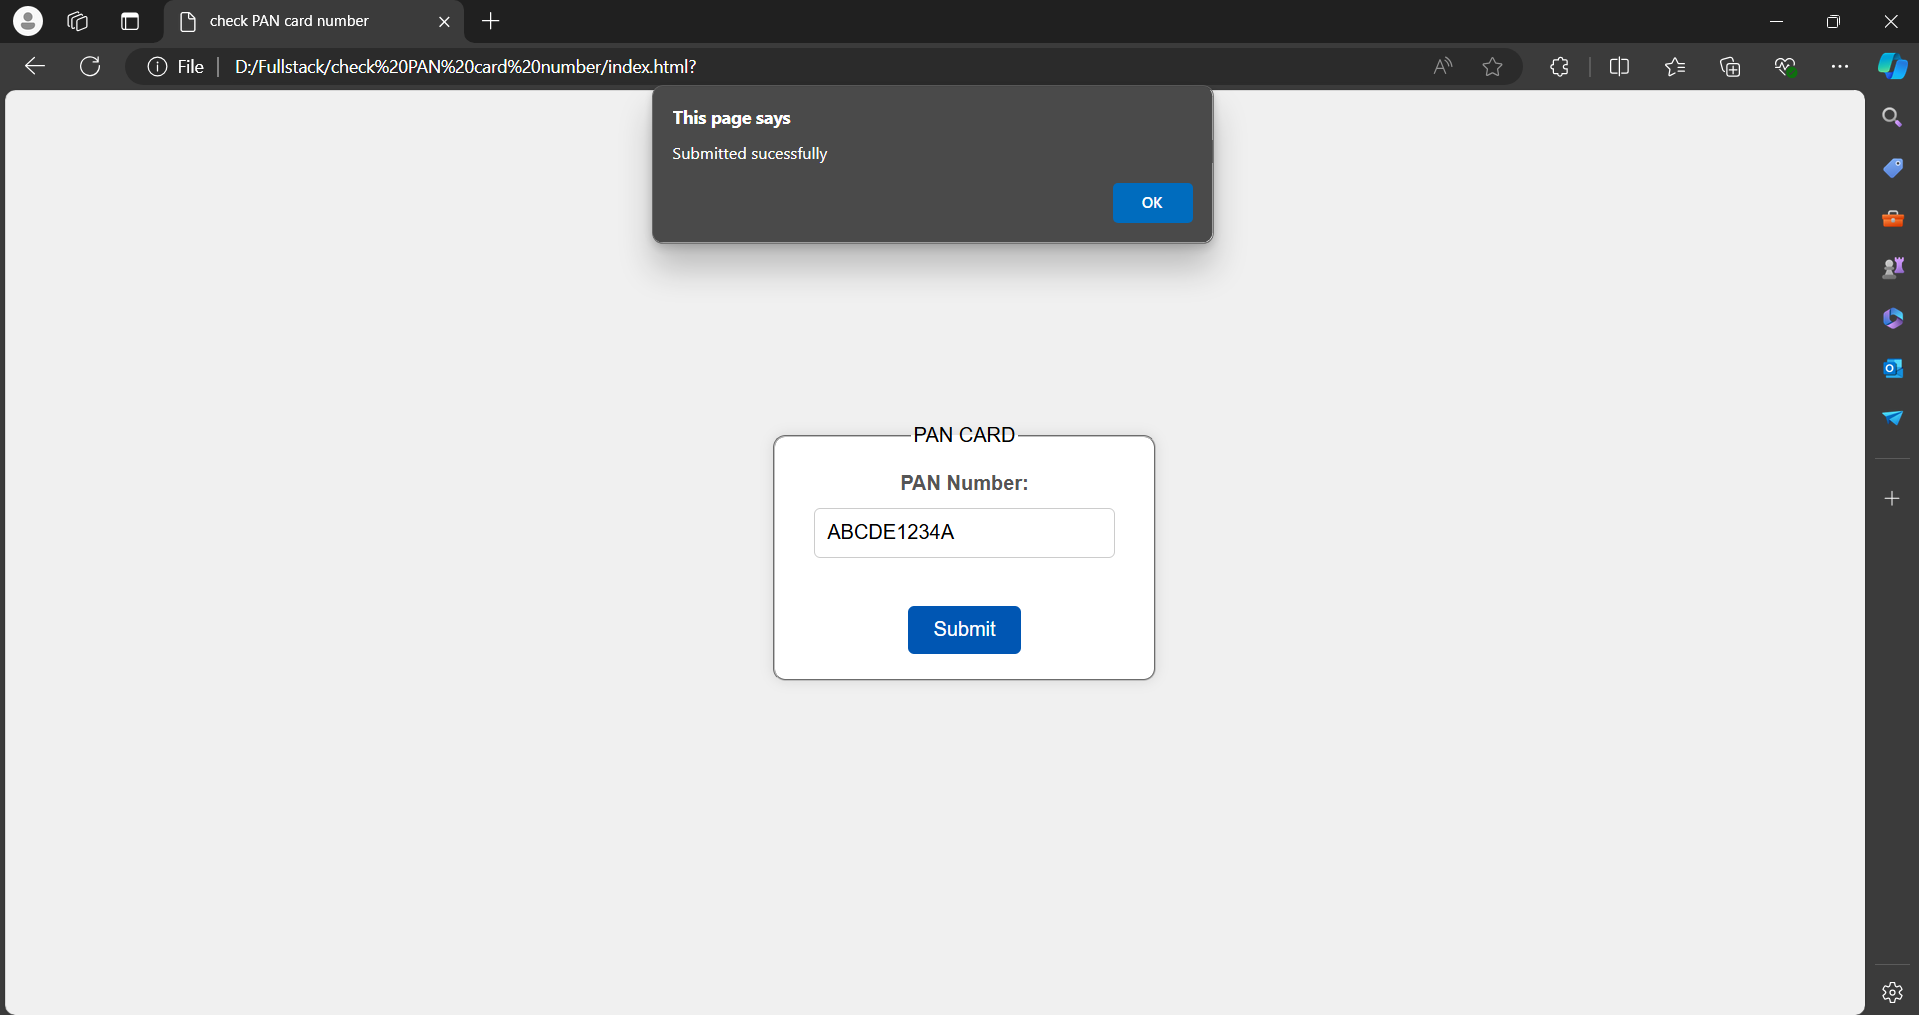 check PAN card number
File
D:/Fullstack/check%20PAN%20card%20number/index.html?
This page says
Submitted sucessfully
OK
PAN CARD
PAN Number:
ABCDE1234A
Submit